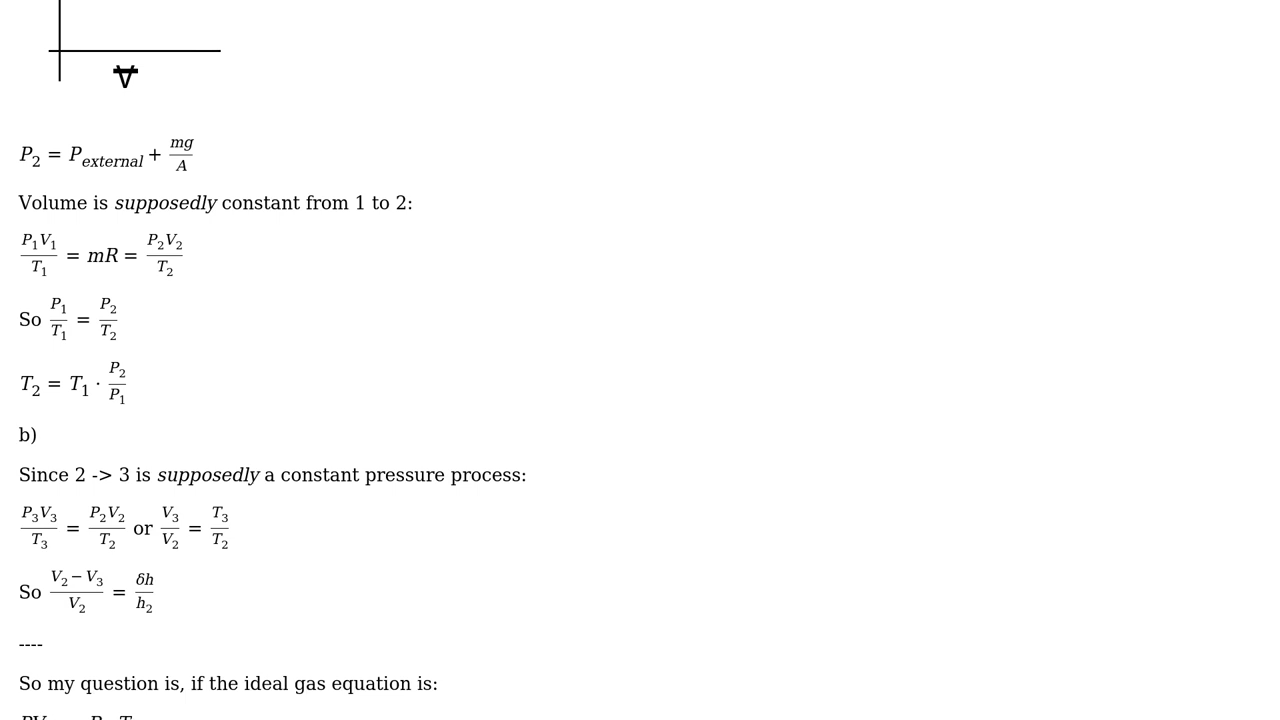 V
P_2 = P_external + mg/A
Volume is supposedly constant from 1 to 2:
P_1V_1/T_1 = mR = P_2V_2/T_2
So P_1/T_1 = P_2/T_2
T_2 = T_1 · P_2/P_1
b)
Since 2 -> 3 is supposedly a constant pressure process:
P_3V_3/T_3 = P_2V_2/T_2 or V_3/V_2 = T_3/T_2
So V_2 − V_3/V_2 = δh/h_2
----
So my question is, if the ideal gas equation is: